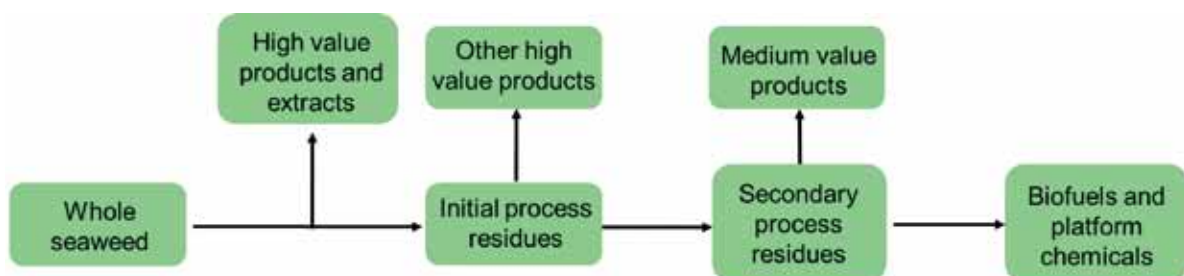 High value
products and
extracts
Other high
value products
Medium value
products
Whole
seaweed
Initial process
residues
Secondary
process
residues
Biofuels and
platform
chemicals